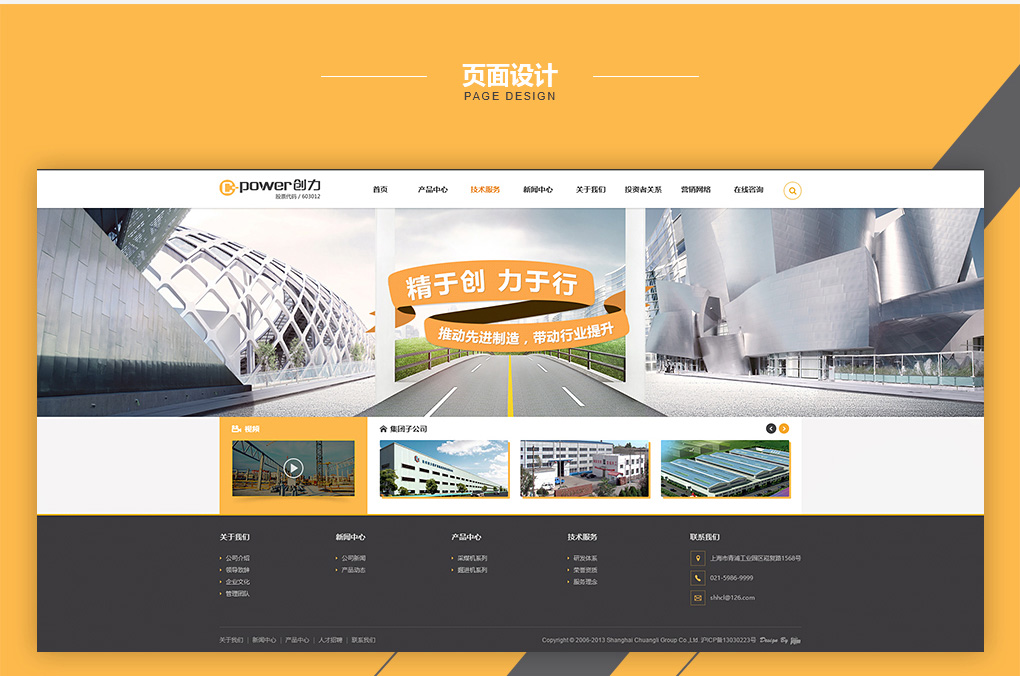 页面设计
PAGE DESIGN
C-power创力
股票代码 / 603012
首页 产品中心 技术服务 新闻中心 关于我们 投资者关系 营销网络 在线咨询
精于创 力于行
推动先进制造，带动行业提升
视频
集团子公司
关于我们 新闻中心 产品中心 技术服务 联系我们
公司介绍 公司新闻 采煤机系列 研发体系 上海市青浦工业园区崧复路1568号
领导致辞 产品动态 掘进机系列 荣誉资质
企业文化 服务理念 021-5986-9999
管理团队 shhcl@126.com
关于我们 | 新闻中心 | 产品中心 | 人才招聘 | 联系我们
Copyright © 2006-2013 Shanghai Chuangli Group Co.,Ltd. 沪ICP备13030223号 Design By